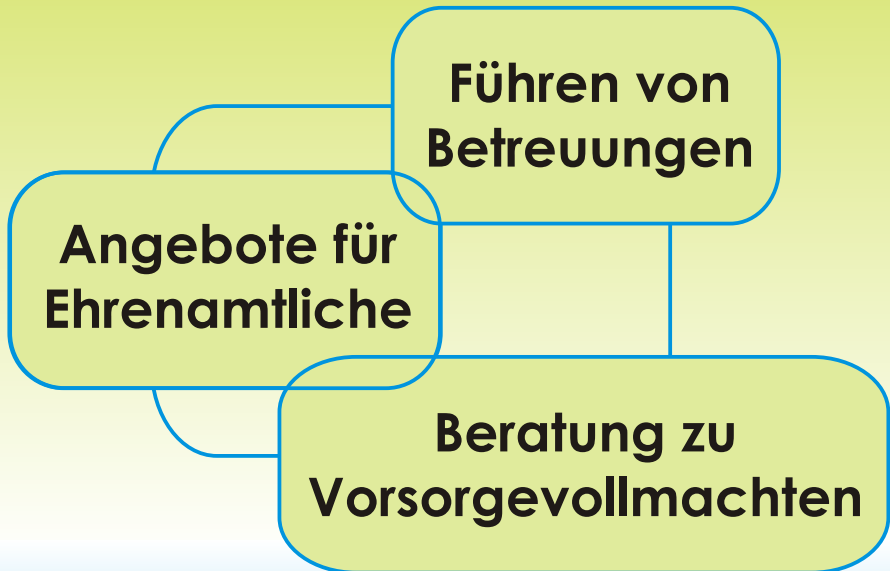 Führen von
Betreuungen
Angebote für
Ehrenamtliche
Beratung zu
Vorsorgevollmachten